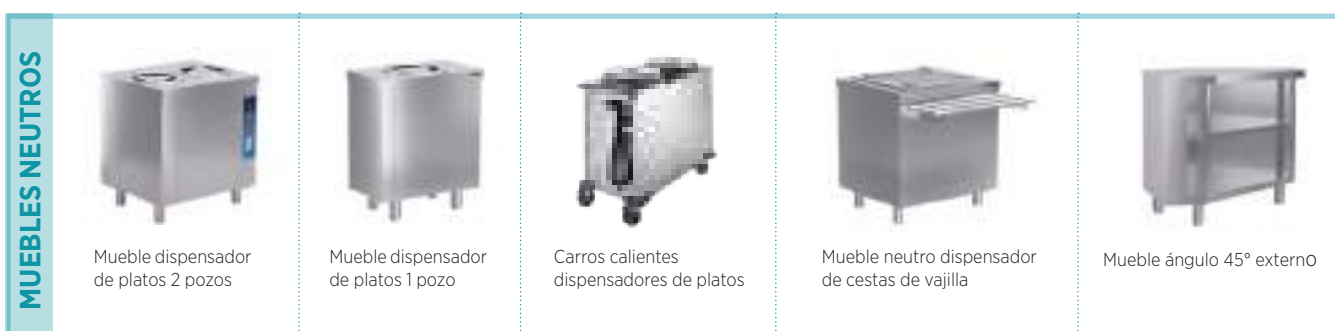 MUEBLES NEUTROS
Mueble dispensador
de platos 2 pozos
Mueble dispensador
de platos 1 pozo
Carros calientes
dispensadores de platos
Mueble neutro dispensador
de cestas de vajilla
Mueble ángulo 45° externo